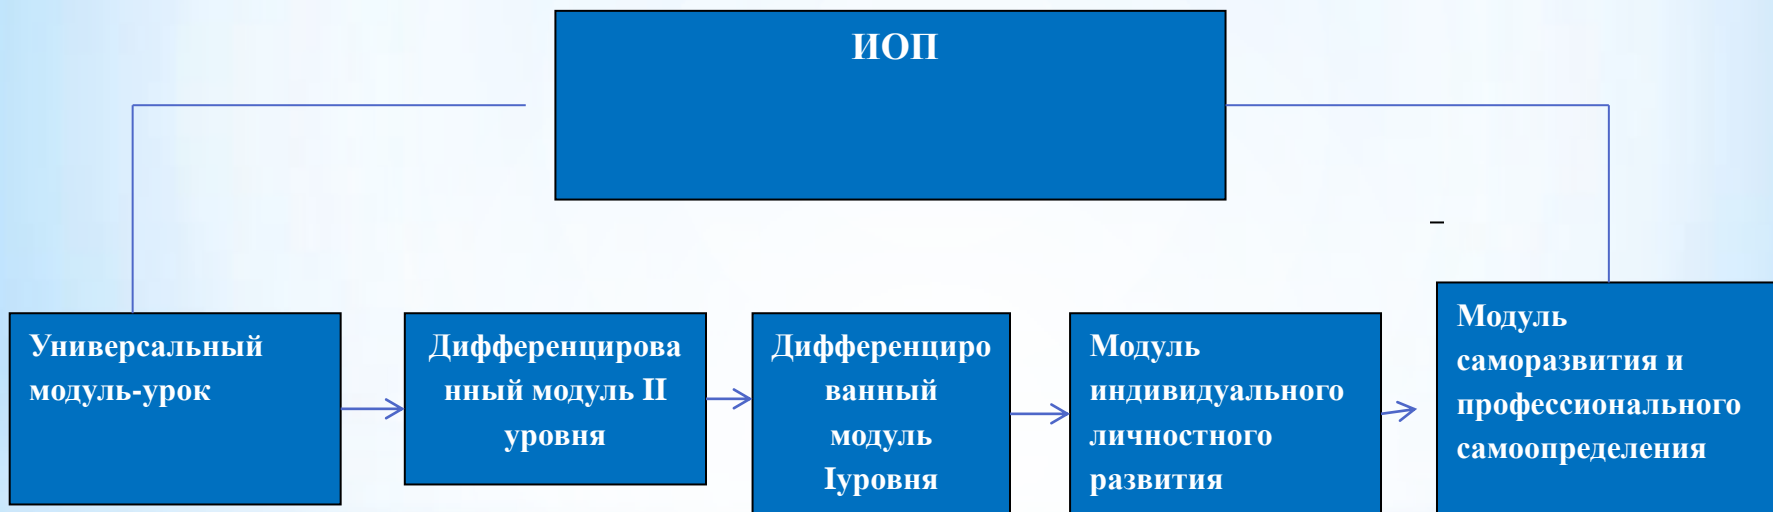 ИОП
–
Универсальный
модуль-урок
Дифференцирова
нный модуль II
уровня
Дифференциро
ванный
модуль
Iуровня
Модуль
индивидуального
личностного
развития
Модуль
саморазвития и
профессионального
самоопределения